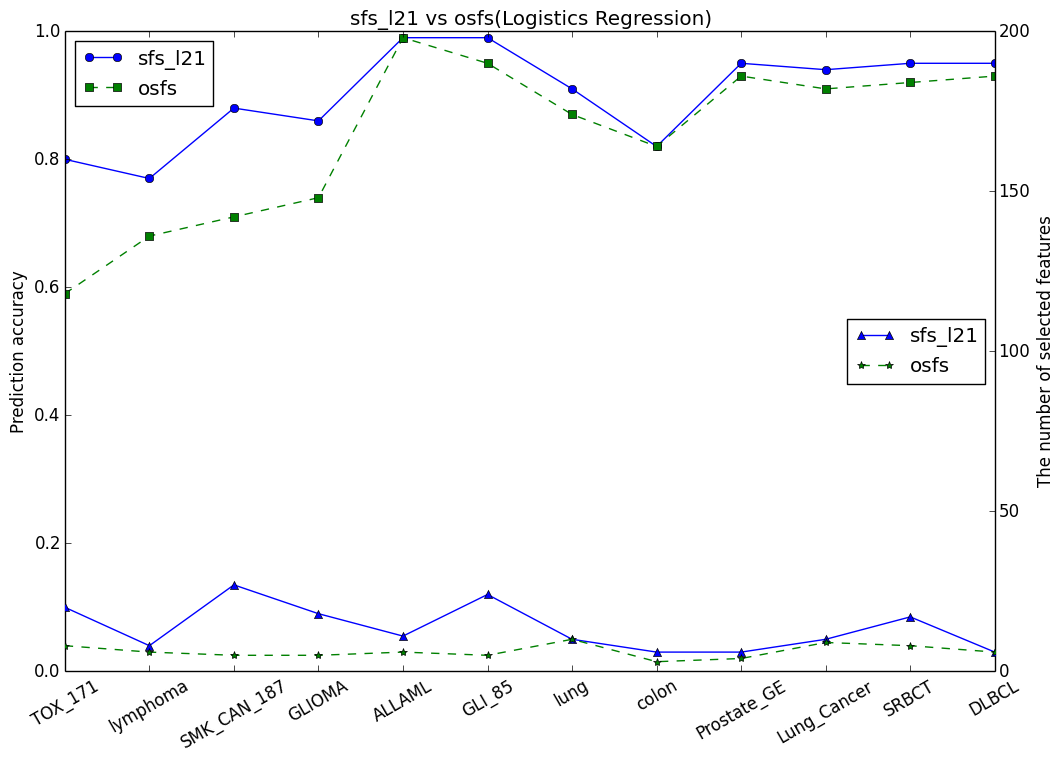 sfs_l21 vs osfs(Logistics Regression)
1.0
0.8
0.6
0.4
0.2
0.0
Prediction accuracy
sfs_l21
osfs
200
150
100
50
0
The number of selected features
sfs_l21
osfs
TOX_171
lymphoma
SMK_CAN_187
GLIOMA
ALLAML
GLI_85
lung
colon
Prostate_GE
Lung_Cancer
SRBCT
DLBCL